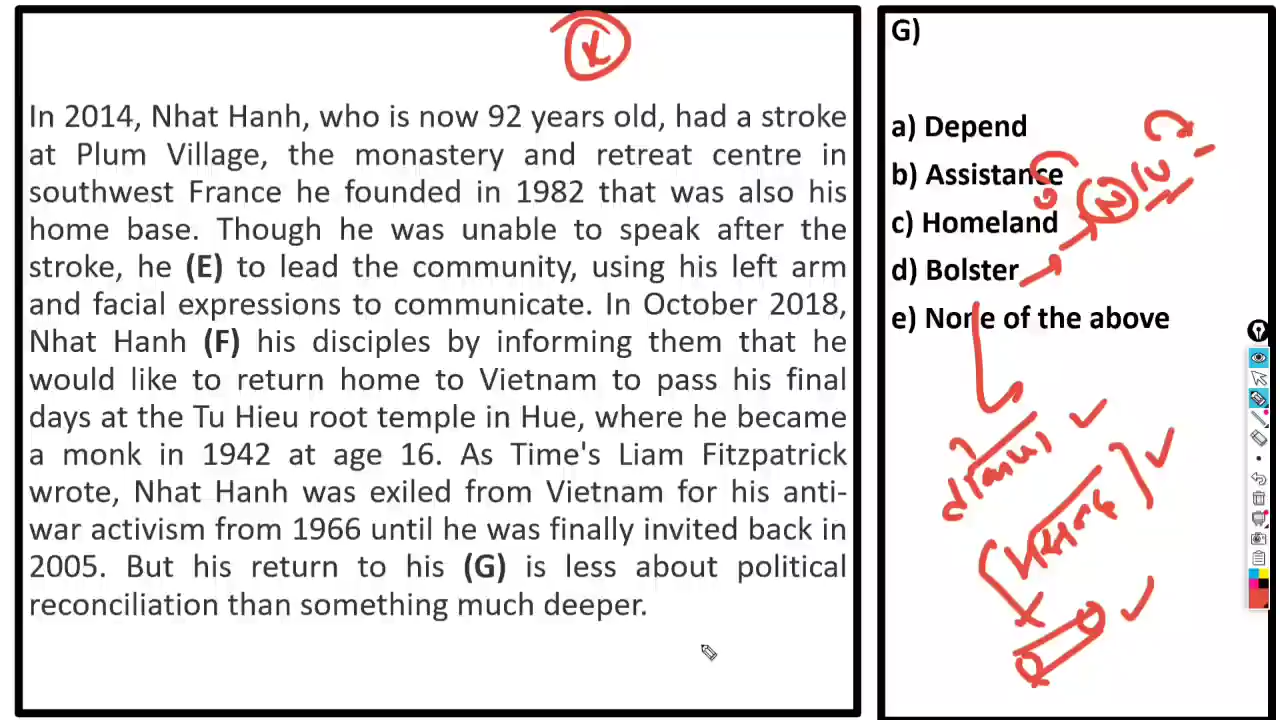 In 2014, Nhat Hanh, who is now 92 years old, had a stroke
at Plum Village, the monastery and retreat centre in
southwest France he founded in 1982 that was also his
home base. Though he was unable to speak after the
stroke, he (E) to lead the community, using his left arm
and facial expressions to communicate. In October 2018,
Nhat Hanh (F) his disciples by informing them that he
would like to return home to Vietnam to pass his final
days at the Tu Hieu root temple in Hue, where he became
a monk in 1942 at age 16. As Time's Liam Fitzpatrick
wrote, Nhat Hanh was exiled from Vietnam for his anti-
war activism from 1966 until he was finally invited back in
2005. But his return to his (G) is less about political
reconciliation than something much deeper.
G)
a) Depend
b) Assistance
c) Homeland
d) Bolster
e) None of the above